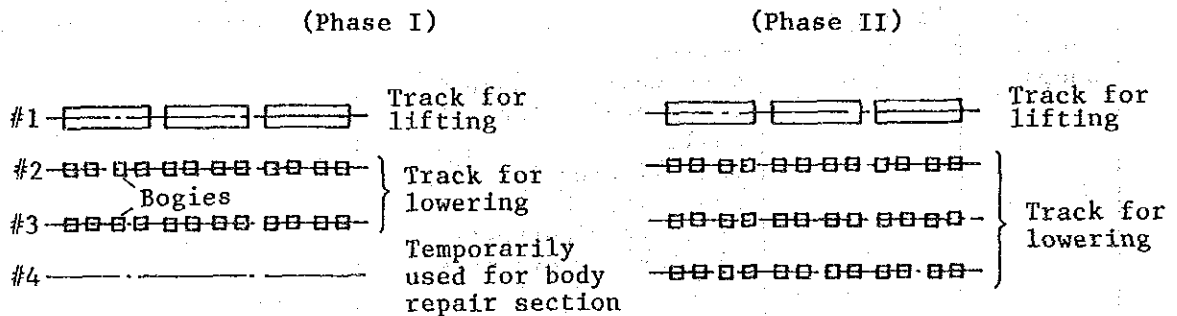 (Phase I)
(Phase II)
#1
Track for
lifting
#2
Bogies
#3
Track for
lowering
#4
Temporarily
used for body
repair section
Track for
lifting
Track for
lowering